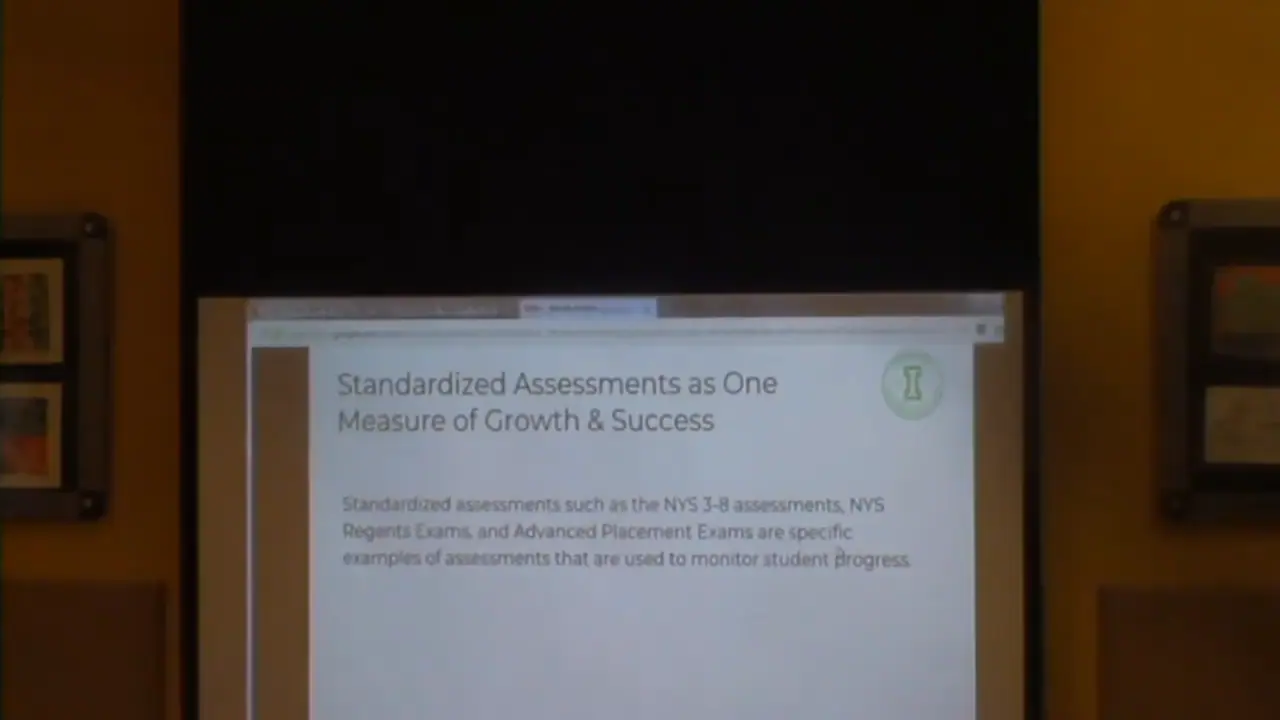 Standardized Assessments as One
Measure of Growth & Success
I
Standardized assessments such as the NYS 3-8 assessments, NYS
Regents Exams, and Advanced Placement Exams are specific
examples of assessments that are used to monitor student progress.